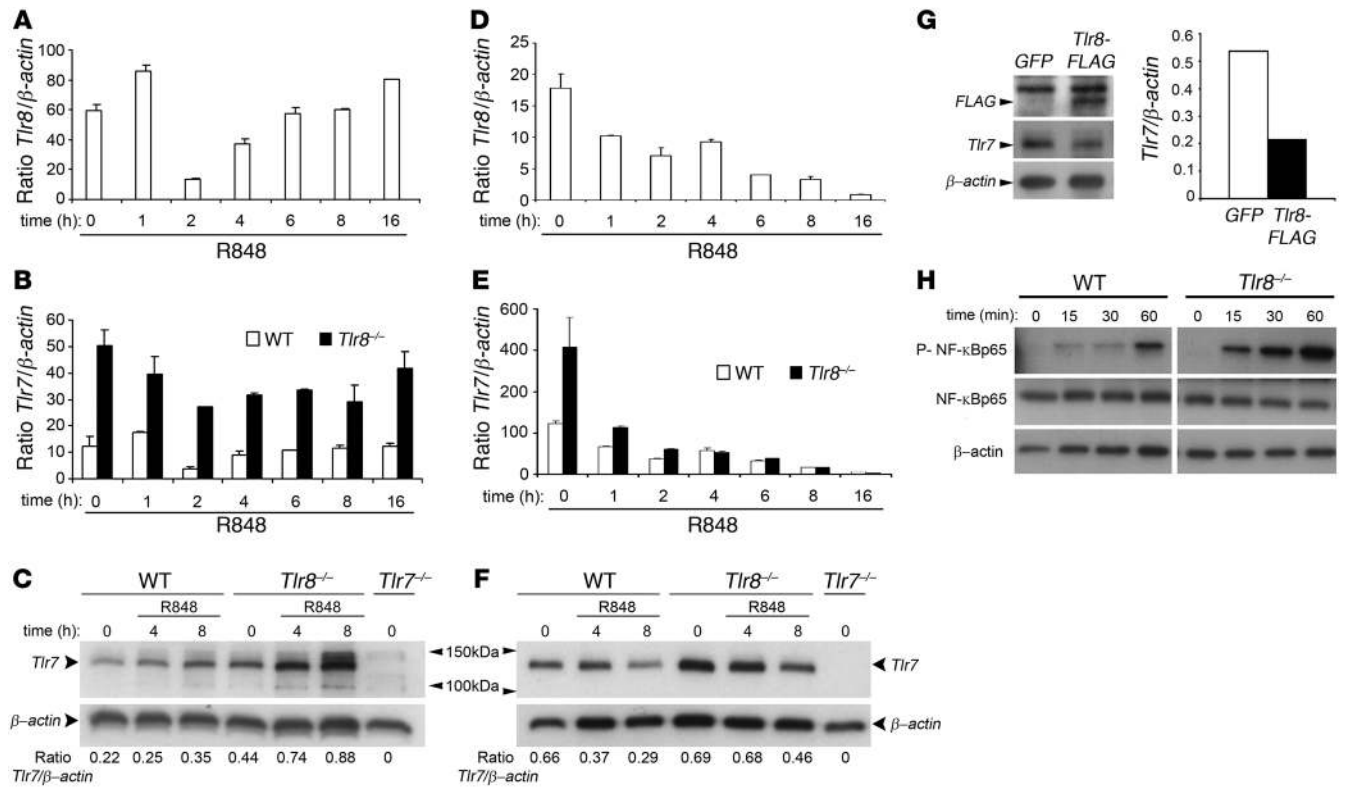 A
Ratio Tlr8/β-actin
100
80
60
40
20
0
time (h): 0 1 2 4 6 8 16
R848
B
Ratio Tlr7/β-actin
60
50
40
30
20
10
0
WT Tlr8–/–
time (h): 0 1 2 4 6 8 16
R848
C
WT Tlr8–/– Tlr7–/–
R848 R848
time (h): 0 4 8 0 4 8 0
Tlr7
150kDa
100kDa
β–actin
Ratio 0.22 0.25 0.35 0.44 0.74 0.88 0
Tlr7/β–actin
D
Ratio Tlr8/β-actin
25
20
15
10
5
0
time (h): 0 1 2 4 6 8 16
R848
E
Ratio Tlr7/β-actin
600
400
200
100
0
WT Tlr8–/–
time (h): 0 1 2 4 6 8 16
R848
F
WT Tlr8–/– Tlr7–/–
R848 R848
time (h): 0 4 8 0 4 8 0
Tlr7
β–actin
Ratio 0.66 0.37 0.29 0.69 0.68 0.46 0
Tlr7/β–actin
G
GFP Tlr8-
FLAG
FLAG
Tlr7
β–actin
Tlr7/β-actin
0.6
0.5
0.4
0.3
0.2
0.1
0
GFP Tlr8-
FLAG
H
WT Tlr8–/–
time (min): 0 15 30 60 0 15 30 60
P- NF-κBp65
NF-κBp65
β–actin